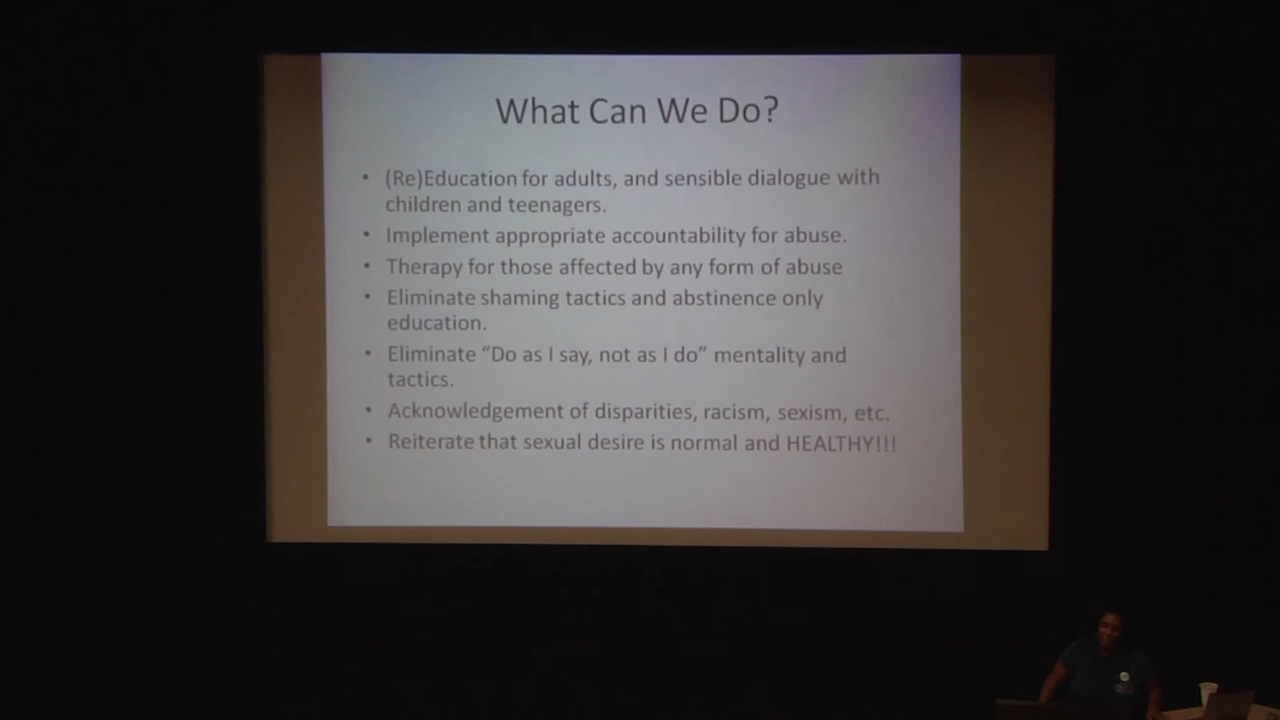 What Can We Do?
• (Re)Education for adults, and sensible dialogue with
children and teenagers.
• Implement appropriate accountability for abuse.
• Therapy for those affected by any form of abuse
• Eliminate shaming tactics and abstinence only
education.
• Eliminate “Do as I say, not as I do” mentality and
tactics.
• Acknowledgement of disparities, racism, sexism, etc.
• Reiterate that sexual desire is normal and HEALTHY!!!